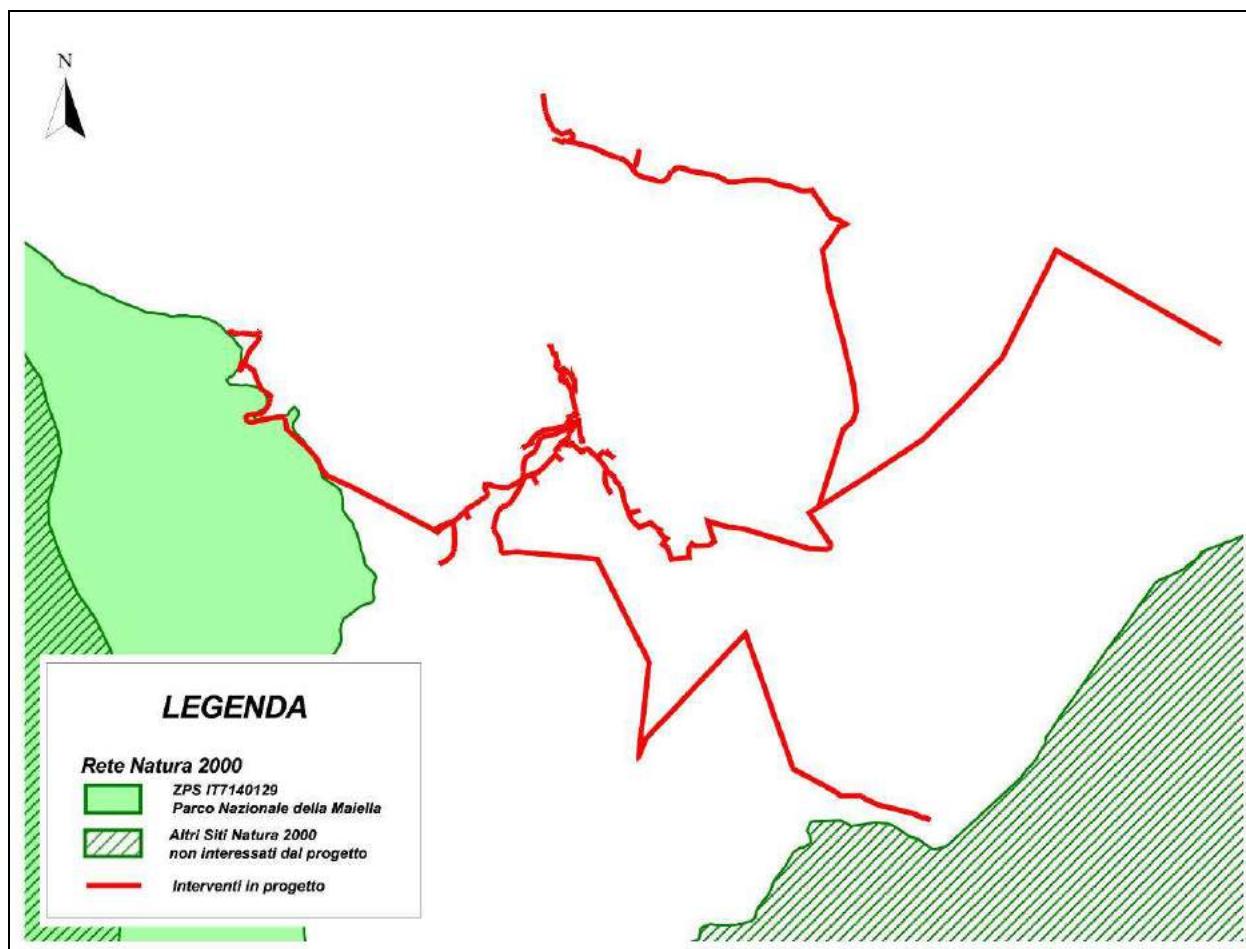 N
LEGENDA
Rete Natura 2000
ZPS IT7140129
Parco Nazionale della Maiella
Altri Siti Natura 2000
non interessati dal progetto
Interventi in progetto